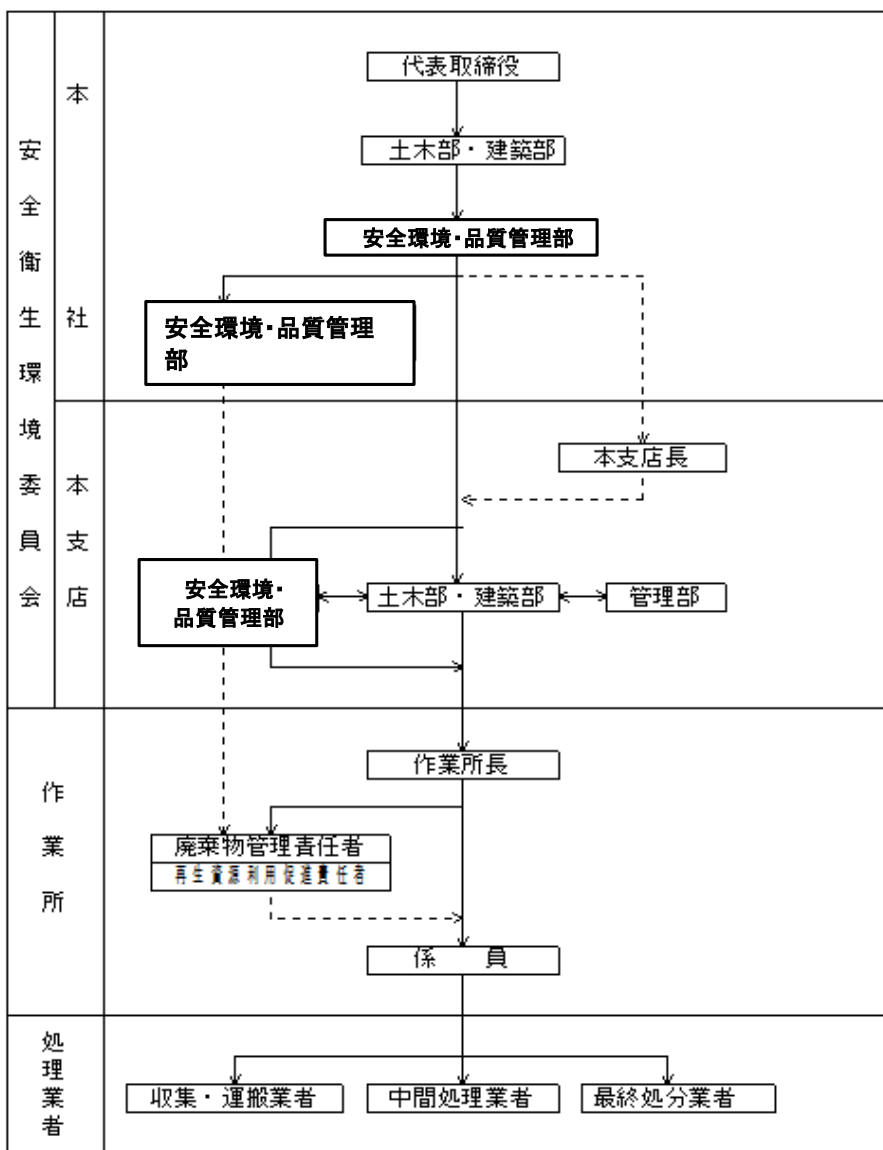 安全衛生環境委員会
本社
代表取締役
土木部・建築部
安全環境・品質管理部
安全環境・品質管理
部
本支店
本支店長
安全環境・
品質管理部
土木部・建築部
管理部
作業所
作業所長
廃棄物管理責任者
再生資源利用促進責任者
係　員
処理業者
収集・運搬業者
中間処理業者
最終処分業者